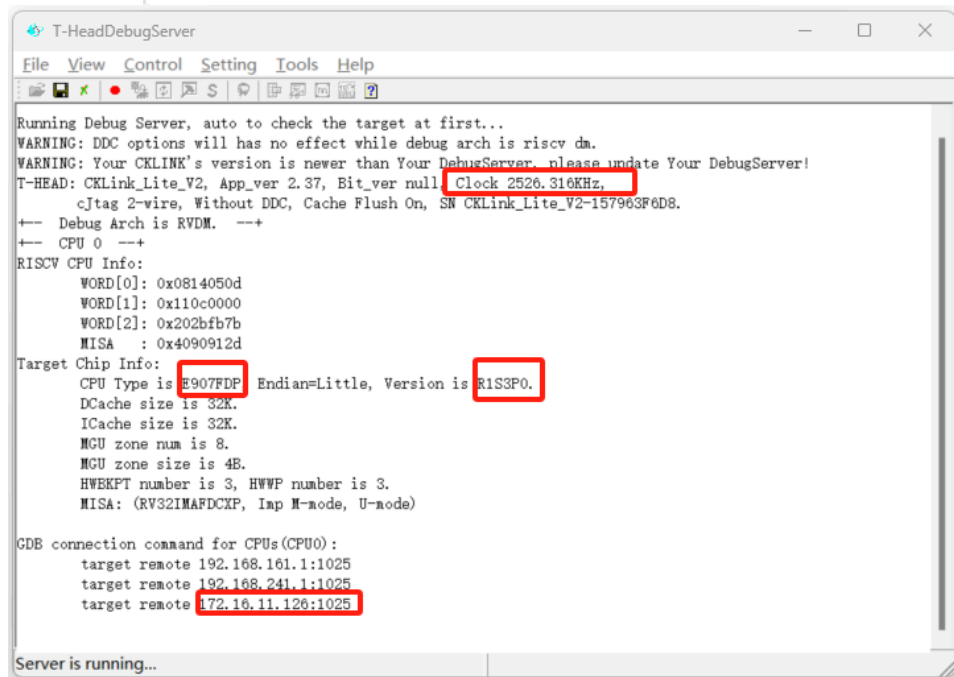 T-HeadDebugServer
File View Control Setting Tools Help
Running Debug Server, auto to check the target at first...
WARNING: DDC options will has no effect while debug arch is riscv dm.
WARNING: Your CKLINK's version is newer than Your DebugServer, please update Your DebugServer!
T-HEAD: CKLink_Lite_V2, App_ver 2.37, Bit_ver null, Clock 2526.316KHz,
cJtag 2-wire, Without DDC, Cache Flush On, SN CKLink_Lite_V2-157963F6D8.
+-- Debug Arch is RVDM. --+
+-- CPU 0 --+
RISCV CPU Info:
WORD[0]: 0x0814050d
WORD[1]: 0x110c0000
WORD[2]: 0x202bfb7b
MISA : 0x4090912d
Target Chip Info:
CPU Type is E907FDP, Endian=Little, Version is R1S3P0.
DCache size is 32K.
ICache size is 32K.
MGU zone num is 8.
MGU zone size is 4B.
HWBKPT number is 3, HWWP number is 3.
MISA: (RV32IMAFDCXP, Imp M-mode, U-mode)
GDB connection command for CPUs(CPU0):
target remote 192.168.161.1:1025
target remote 192.168.241.1:1025
target remote 172.16.11.126:1025
Server is running...